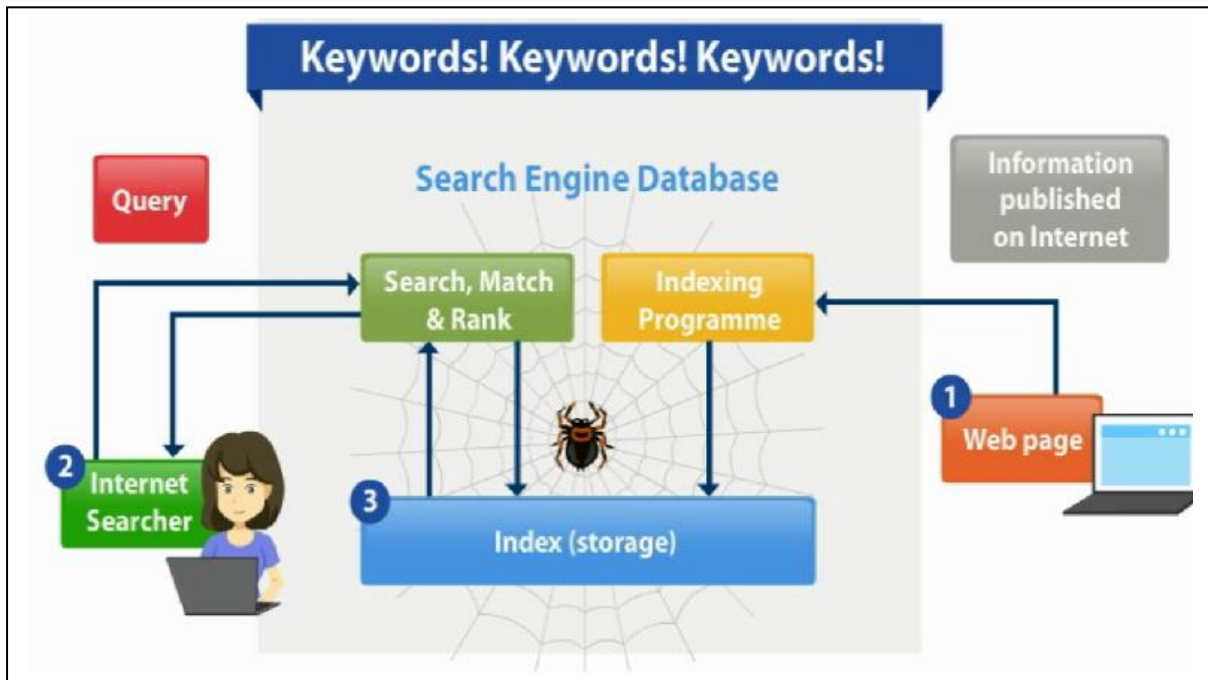 Keywords! Keywords! Keywords!
Query
Search Engine Database
Information
published
on Internet
Search, Match
& Rank
Indexing
Programme
1
Web page
2
Internet
Searcher
3
Index (storage)